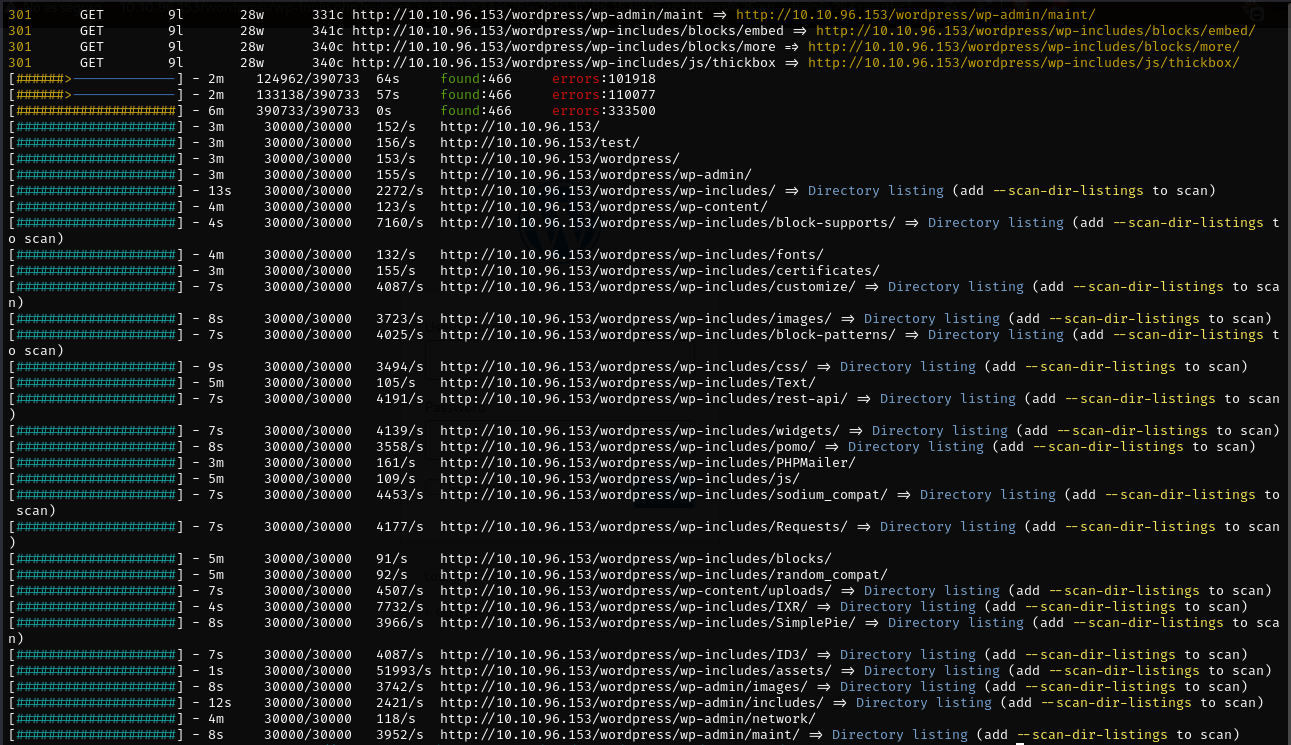 301      GET        9l       28w      331c http://10.10.96.153/wordpress/wp-admin/maint => http://10.10.96.153/wordpress/wp-admin/maint/
301      GET        9l       28w      341c http://10.10.96.153/wordpress/wp-includes/blocks/embed => http://10.10.96.153/wordpress/wp-includes/blocks/embed/
301      GET        9l       28w      340c http://10.10.96.153/wordpress/wp-includes/blocks/more => http://10.10.96.153/wordpress/wp-includes/blocks/more/
301      GET        9l       28w      340c http://10.10.96.153/wordpress/wp-includes/js/thickbox => http://10.10.96.153/wordpress/wp-includes/js/thickbox/
[######>-------------] - 2m    124962/390733  64s     found:466     errors:101918
[######>-------------] - 2m    133138/390733  57s     found:466     errors:110077
[####################] - 6m    390733/390733  0s      found:466     errors:333500
[####################] - 3m     30000/30000   152/s   http://10.10.96.153/
[####################] - 3m     30000/30000   156/s   http://10.10.96.153/test/
[####################] - 3m     30000/30000   153/s   http://10.10.96.153/wordpress/
[####################] - 3m     30000/30000   155/s   http://10.10.96.153/wordpress/wp-admin/
[####################] - 13s    30000/30000   2272/s  http://10.10.96.153/wordpress/wp-includes/ => Directory listing (add --scan-dir-listings to scan)
[####################] - 4m     30000/30000   123/s   http://10.10.96.153/wordpress/wp-content/
[####################] - 4s     30000/30000   7160/s  http://10.10.96.153/wordpress/wp-includes/block-supports/ => Directory listing (add --scan-dir-listings t
o scan)
[####################] - 4m     30000/30000   132/s   http://10.10.96.153/wordpress/wp-includes/fonts/
[####################] - 3m     30000/30000   155/s   http://10.10.96.153/wordpress/wp-includes/certificates/
[####################] - 7s     30000/30000   4087/s  http://10.10.96.153/wordpress/wp-includes/customize/ => Directory listing (add --scan-dir-listings to sca
n)
[####################] - 8s     30000/30000   3723/s  http://10.10.96.153/wordpress/wp-includes/images/ => Directory listing (add --scan-dir-listings to scan)
[####################] - 7s     30000/30000   4025/s  http://10.10.96.153/wordpress/wp-includes/block-patterns/ => Directory listing (add --scan-dir-listings t
o scan)
[####################] - 9s     30000/30000   3494/s  http://10.10.96.153/wordpress/wp-includes/css/ => Directory listing (add --scan-dir-listings to scan)
[####################] - 5m     30000/30000   105/s   http://10.10.96.153/wordpress/wp-includes/Text/
[####################] - 7s     30000/30000   4191/s  http://10.10.96.153/wordpress/wp-includes/rest-api/ => Directory listing (add --scan-dir-listings to scan
)
[####################] - 7s     30000/30000   4139/s  http://10.10.96.153/wordpress/wp-includes/widgets/ => Directory listing (add --scan-dir-listings to scan)
[####################] - 8s     30000/30000   3558/s  http://10.10.96.153/wordpress/wp-includes/pomo/ => Directory listing (add --scan-dir-listings to scan)
[####################] - 3m     30000/30000   161/s   http://10.10.96.153/wordpress/wp-includes/PHPMailer/
[####################] - 5m     30000/30000   109/s   http://10.10.96.153/wordpress/wp-includes/js/
[####################] - 7s     30000/30000   4453/s  http://10.10.96.153/wordpress/wp-includes/sodium_compat/ => Directory listing (add --scan-dir-listings to
 scan)
[####################] - 7s     30000/30000   4177/s  http://10.10.96.153/wordpress/wp-includes/Requests/ => Directory listing (add --scan-dir-listings to scan
)
[####################] - 5m     30000/30000   91/s    http://10.10.96.153/wordpress/wp-includes/blocks/
[####################] - 5m     30000/30000   92/s    http://10.10.96.153/wordpress/wp-includes/random_compat/
[####################] - 7s     30000/30000   4507/s  http://10.10.96.153/wordpress/wp-content/uploads/ => Directory listing (add --scan-dir-listings to scan)
[####################] - 4s     30000/30000   7732/s  http://10.10.96.153/wordpress/wp-includes/IXR/ => Directory listing (add --scan-dir-listings to scan)
[####################] - 8s     30000/30000   3966/s  http://10.10.96.153/wordpress/wp-includes/SimplePie/ => Directory listing (add --scan-dir-listings to sca
n)
[####################] - 7s     30000/30000   4087/s  http://10.10.96.153/wordpress/wp-includes/ID3/ => Directory listing (add --scan-dir-listings to scan)
[####################] - 1s     30000/30000   51993/s http://10.10.96.153/wordpress/wp-includes/assets/ => Directory listing (add --scan-dir-listings to scan)
[####################] - 8s     30000/30000   3742/s  http://10.10.96.153/wordpress/wp-admin/images/ => Directory listing (add --scan-dir-listings to scan)
[####################] - 12s    30000/30000   2421/s  http://10.10.96.153/wordpress/wp-admin/includes/ => Directory listing (add --scan-dir-listings to scan)
[####################] - 4m     30000/30000   118/s   http://10.10.96.153/wordpress/wp-admin/network/
[####################] - 8s     30000/30000   3952/s  http://10.10.96.153/wordpress/wp-admin/maint/ => Directory listing (add --scan-dir-listings to scan)